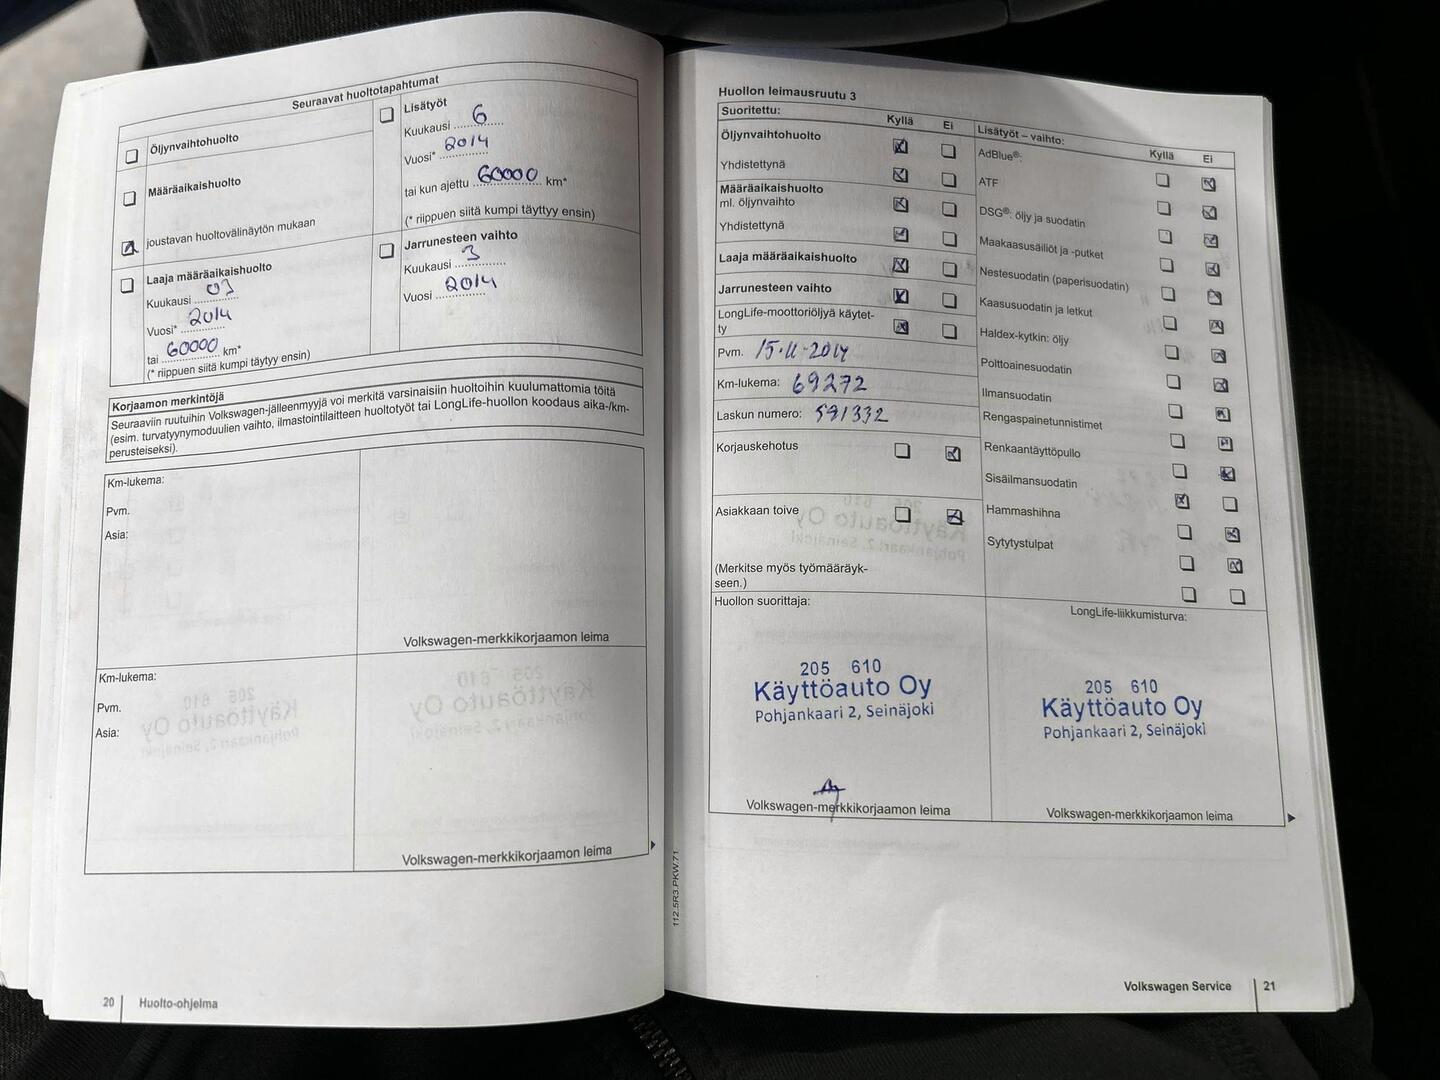 Seuraavat huoltotapahtumat
Öljynvaihtohuolto
Määräaikaishuolto
joustavan huoltovälinäytön mukaan
Laaja määräaikaishuolto
Kuukausi 03
Vuosi* 2014
tai 60000 km*
(* riippuen siitä kumpi täytyy ensin)
Lisätyöt
Kuukausi 6
Vuosi* 2014
tai kun ajettu 60000 km*
(* riippuen siitä kumpi täyttyy ensin)
Jarrunesteen vaihto
Kuukausi 3
Vuosi 2014
Korjaamon merkintöjä
Seuraaviin ruutuihin Volkswagen-jälleenmyyjä voi merkitä varsinaisiin huoltoihin kuulumattomia töitä
(esim. turvatyynymoduulien vaihto, ilmastointilaitteen huoltotyöt tai LongLife-huollon koodaus aika-/km-
perusteiseksi).
Km-lukema:
Pvm.
Asia:
Volkswagen-merkkikorjaamon leima
Km-lukema:
Pvm.
Asia:
Volkswagen-merkkikorjaamon leima
20 Huolto-ohjelma
Huollon leimausruutu 3
Suoritettu: Kyllä Ei
Öljynvaihtohuolto
Yhdistettynä
Määräaikaishuolto
ml. öljynvaihto
Yhdistettynä
Laaja määräaikaishuolto
Jarrunesteen vaihto
LongLife-moottoriöljyä käytet-
ty
Pvm. 15.11-2014
Km-lukema: 69272
Laskun numero: 591332
Korjauskehotus
Asiakkaan toive
(Merkitse myös työmääräyk-
seen.)
Lisätyöt – vaihto: Kyllä Ei
AdBlue®:
ATF
DSG®: öljy ja suodatin
Maakaasusäiliöt ja -putket
Nestesuodatin (paperisuodatin)
Kaasusuodatin ja letkut
Haldex-kytkin: öljy
Polttoainesuodatin
Ilmansuodatin
Rengaspainetunnistimet
Renkaantäyttöpullo
Sisäilmansuodatin
Hammashihna
Sytytystulpat
Huollon suorittaja:
205 610
Käyttöauto Oy
Pohjankaari 2, Seinäjoki
Volkswagen-merkkikorjaamon leima
LongLife-liikkumisturva:
205 610
Käyttöauto Oy
Pohjankaari 2, Seinäjoki
Volkswagen-merkkikorjaamon leima
112.5R3.PKW.71
Volkswagen Service 21